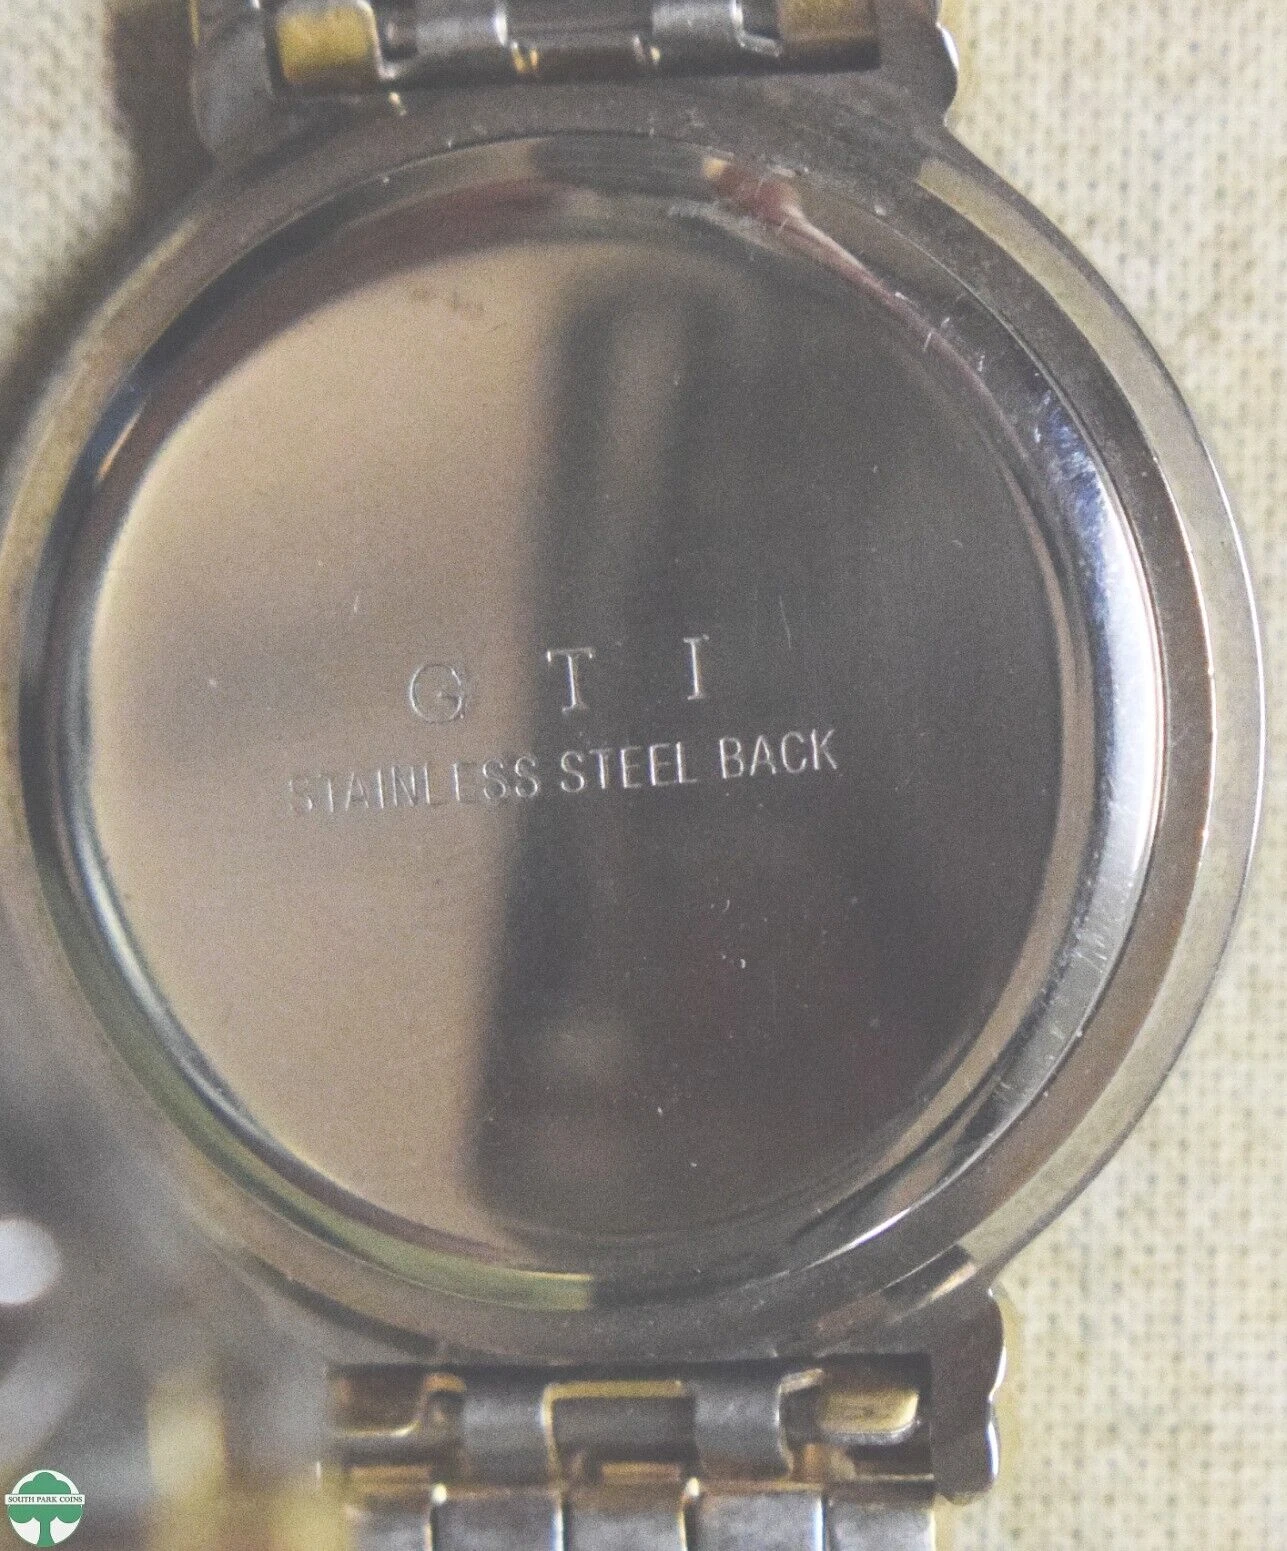 G T I
STAINLESS STEEL BACK
SOUTH PARK COINS